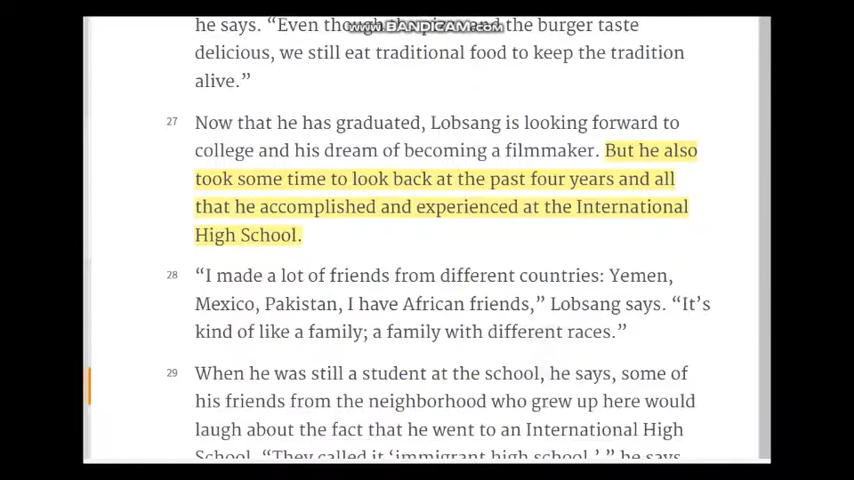 he says. “Even though the and the burger taste
www.BANDICAM.com
delicious, we still eat traditional food to keep the tradition
alive.”
27 Now that he has graduated, Lobsang is looking forward to
college and his dream of becoming a filmmaker. But he also
took some time to look back at the past four years and all
that he accomplished and experienced at the International
High School.
28 “I made a lot of friends from different countries: Yemen,
Mexico, Pakistan, I have African friends,” Lobsang says. “It’s
kind of like a family; a family with different races.”
29 When he was still a student at the school, he says, some of
his friends from the neighborhood who grew up here would
laugh about the fact that he went to an International High
School. “They called it ‘immigrant high school,’ ” he says